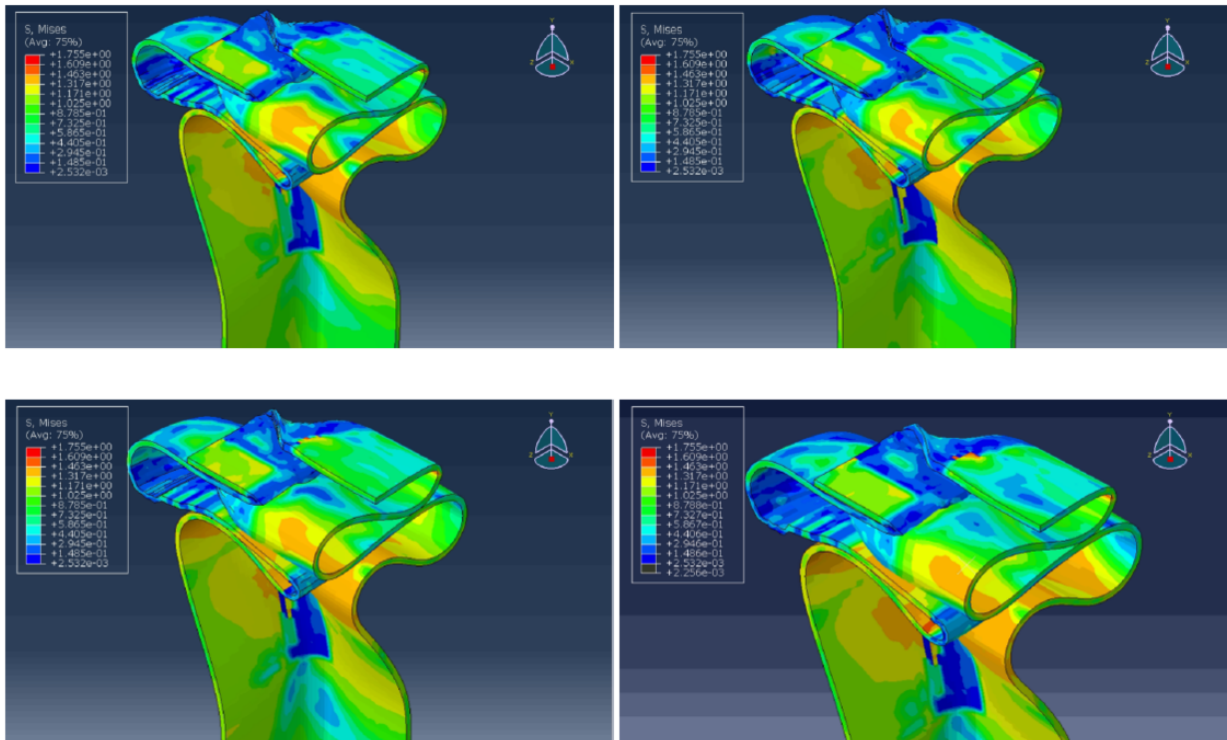 S, Mises
(Avg: 75%)
+1.755e+00
+1.609e+00
+1.463e+00
+1.317e+00
+1.171e+00
+1.025e+00
+8.785e-01
+7.325e-01
+5.865e-01
+4.405e-01
+2.945e-01
+1.485e-01
+2.532e-03
Y
Z X
S, Mises
(Avg: 75%)
+1.755e+00
+1.609e+00
+1.463e+00
+1.317e+00
+1.171e+00
+1.025e+00
+8.785e-01
+7.325e-01
+5.865e-01
+4.405e-01
+2.945e-01
+1.485e-01
+2.532e-03
Y
Z X
S, Mises
(Avg: 75%)
+1.755e+00
+1.609e+00
+1.463e+00
+1.317e+00
+1.171e+00
+1.025e+00
+8.785e-01
+7.325e-01
+5.865e-01
+4.405e-01
+2.945e-01
+1.485e-01
+2.532e-03
Y
Z X
S, Mises
(Avg: 75%)
+1.755e+00
+1.609e+00
+1.463e+00
+1.317e+00
+1.171e+00
+1.025e+00
+8.788e-01
+7.327e-01
+5.867e-01
+4.406e-01
+2.946e-01
+1.486e-01
+2.532e-03
+2.256e-03
Y
Z X